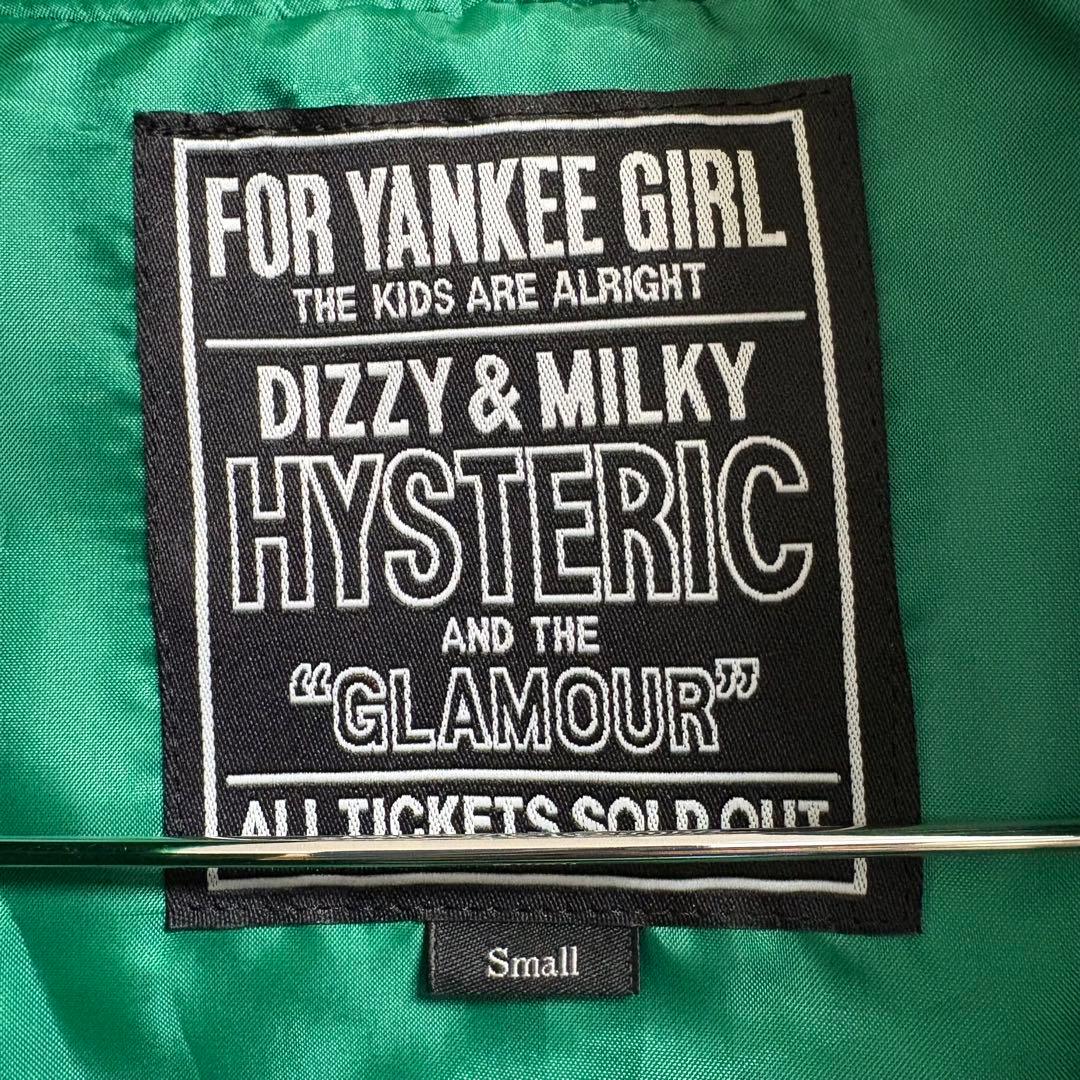 FOR YANKEE GIRL
THE KIDS ARE ALRIGHT
DIZZY & MILKY
HYSTERIC
AND THE
“GLAMOUR”
ALL TICKETS SOLD OUT
Small